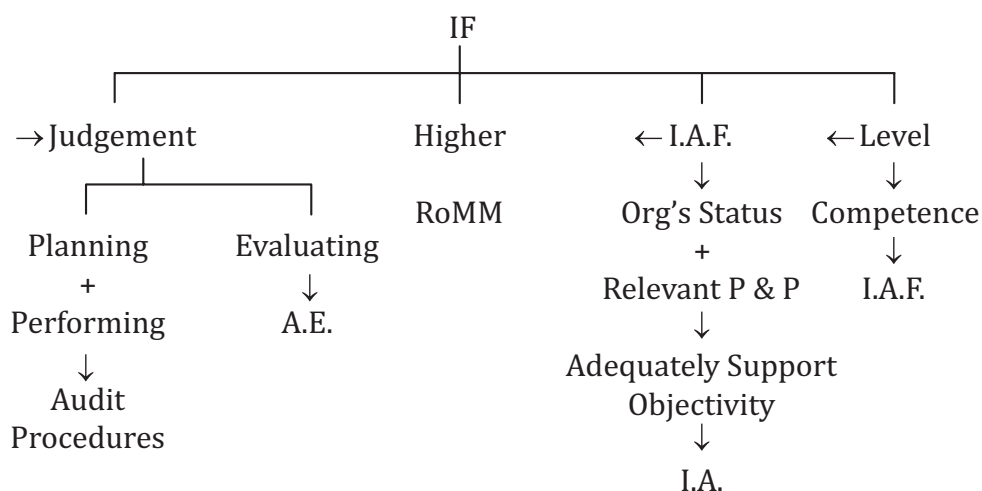 IF
→ Judgement
Higher
← I.A.F.
← Level
↓
↓
RoMM
Org's Status
Competence
Planning
Evaluating
+
↓
+
↓
Relevant P & P
I.A.F.
Performing
A.E.
↓
↓
Adequately Support
Objectivity
Audit
Procedures
↓
I.A.